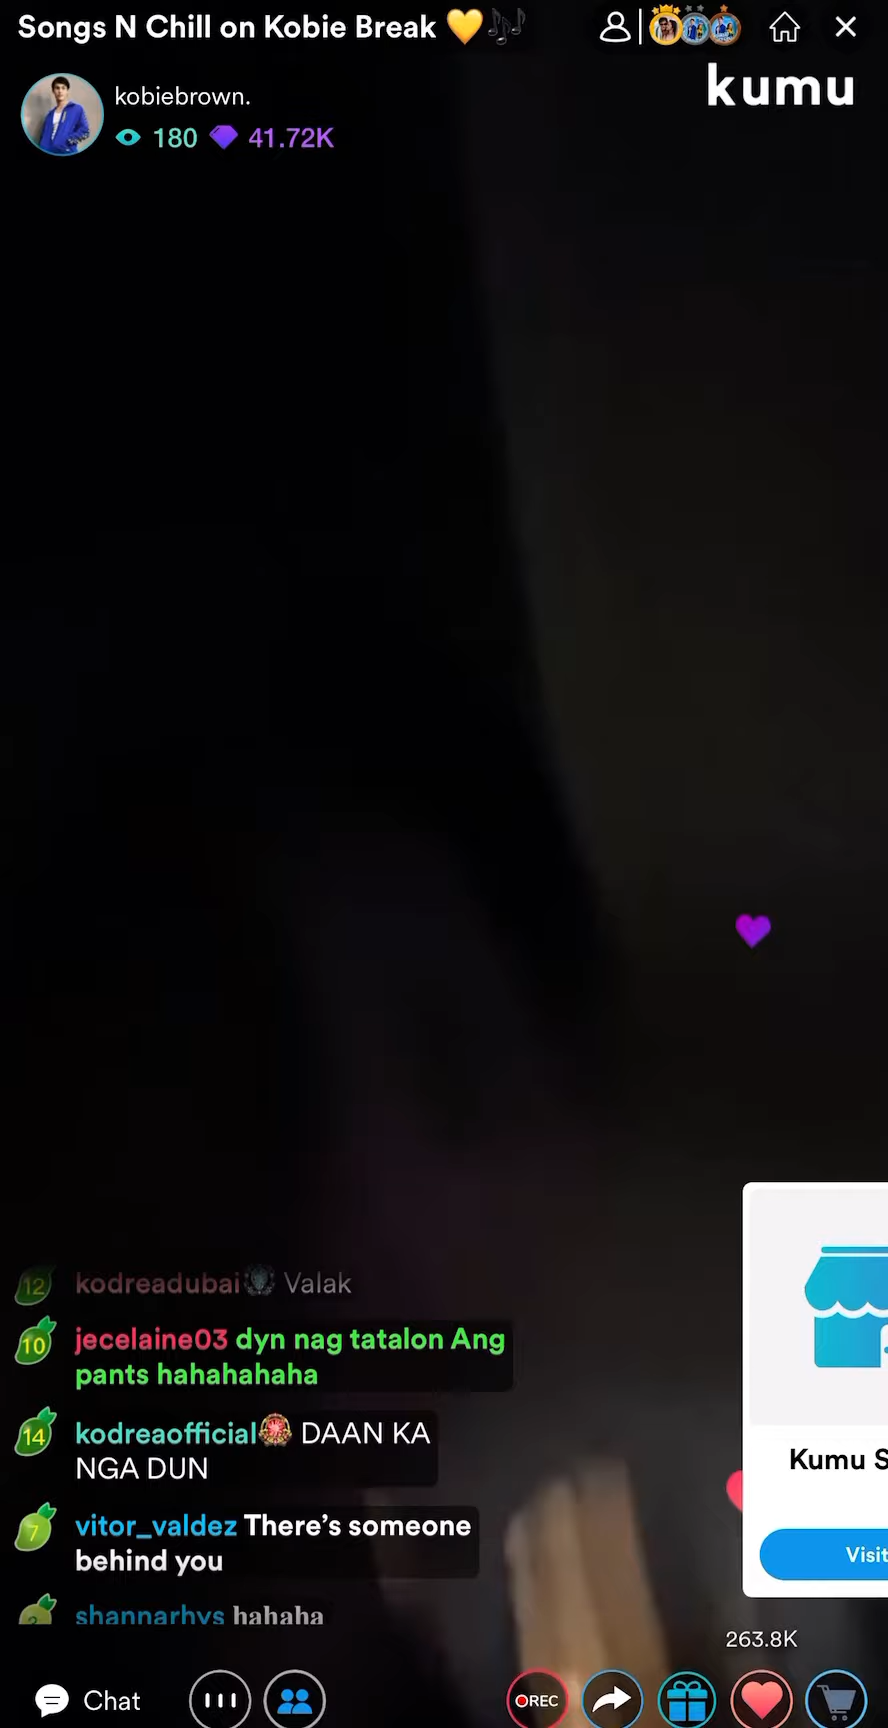 Songs N Chill on Kobie Break 💛🎶
kumu
kobiebrown.
180 41.72K
12 kodreadubai Valak
10 jecelaine03 dyn nag tatalon Ang
pants hahahahaha
14 kodreaofficial DAAN KA
NGA DUN
7 vitor_valdez There's someone
behind you
2 shannarhys hahaha
Kumu S
Visit
263.8K
Chat
REC